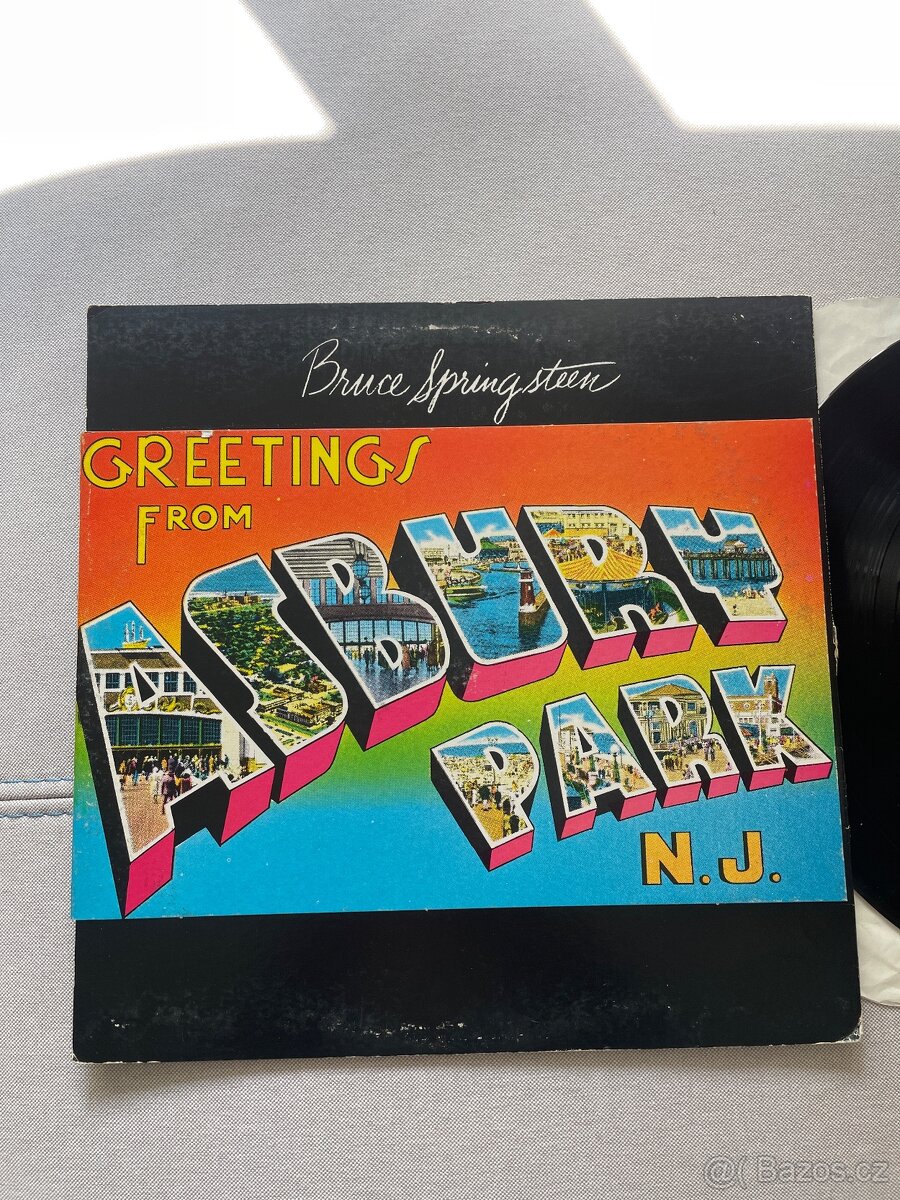 Bruce Springsteen
GREETINGS
FROM
ASBURY
PARK
N.J.
@( Bazos.cz